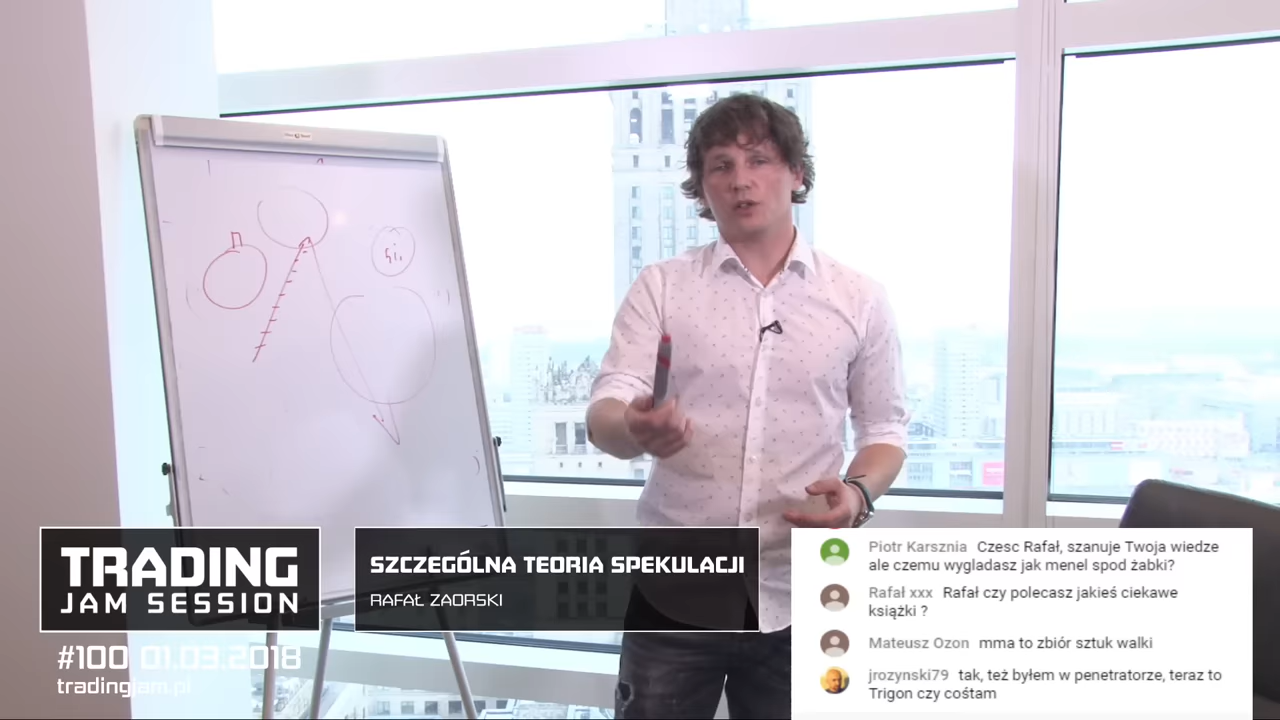 TRADING
JAM SESSION
#100 01.03.2018
tradingjam.pl
SZCZEGÓLNA TEORIA SPEKULACJI
RAFAŁ ZAORSKI
Piotr Karsznia Czesc Rafał, szanuje Twoja wiedze
ale czemu wygladasz jak menel spod żabki?
Rafał xxx Rafał czy polecasz jakieś ciekawe
książki ?
Mateusz Ozon mma to zbiór sztuk walki
jrozynski79 tak, też byłem w penetratorze, teraz to
Trigon czy cośtam